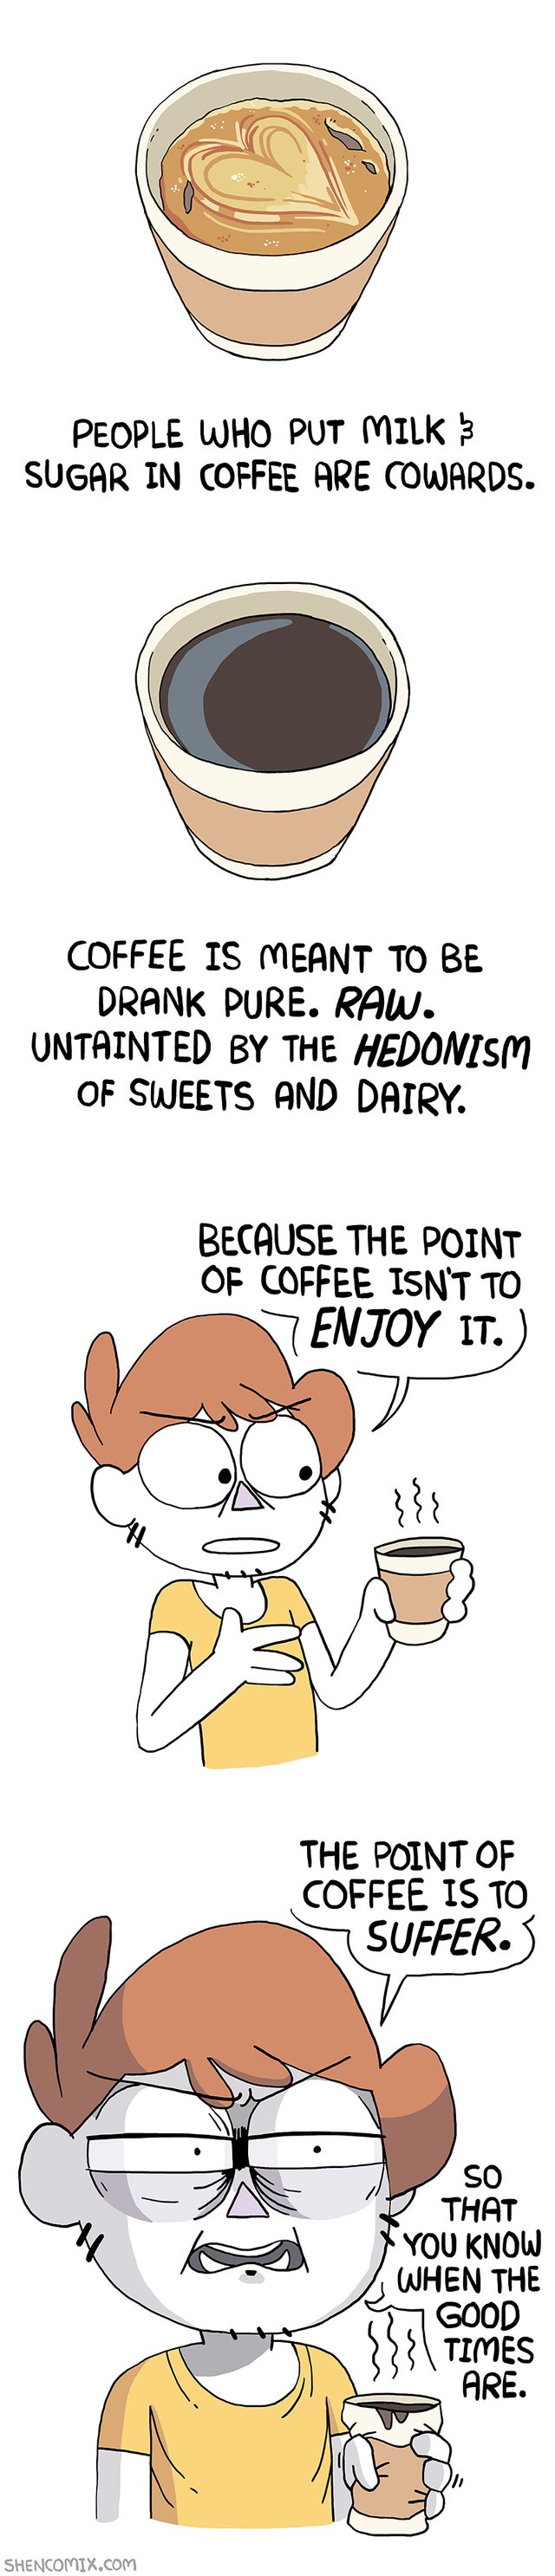 PEOPLE WHO PUT MILK &
SUGAR IN COFFEE ARE COWARDS.
COFFEE IS MEANT TO BE
DRANK PURE. RAW.
UNTAINTED BY THE HEDONISM
OF SWEETS AND DAIRY.
BECAUSE THE POINT
OF COFFEE ISN'T TO
ENJOY IT.
THE POINT OF
COFFEE IS TO
SUFFER.
SO
THAT
YOU KNOW
WHEN THE
GOOD
TIMES
ARE.
SHENCOMIX.COM